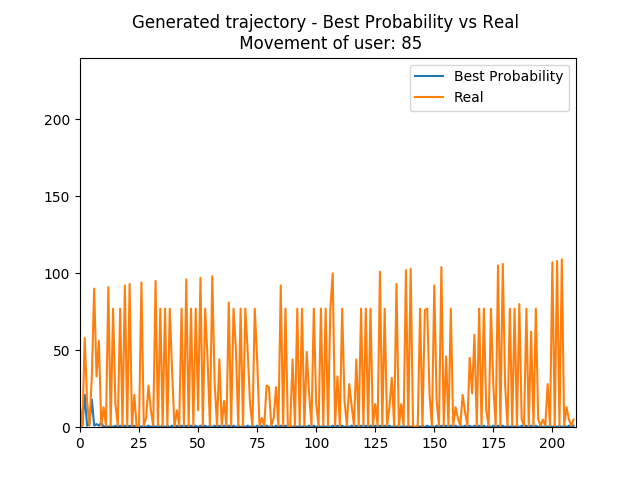 Generated trajectory - Best Probability vs Real
Movement of user: 85
Best Probability
Real
200
150
100
50
0
0 25 50 75 100 125 150 175 200